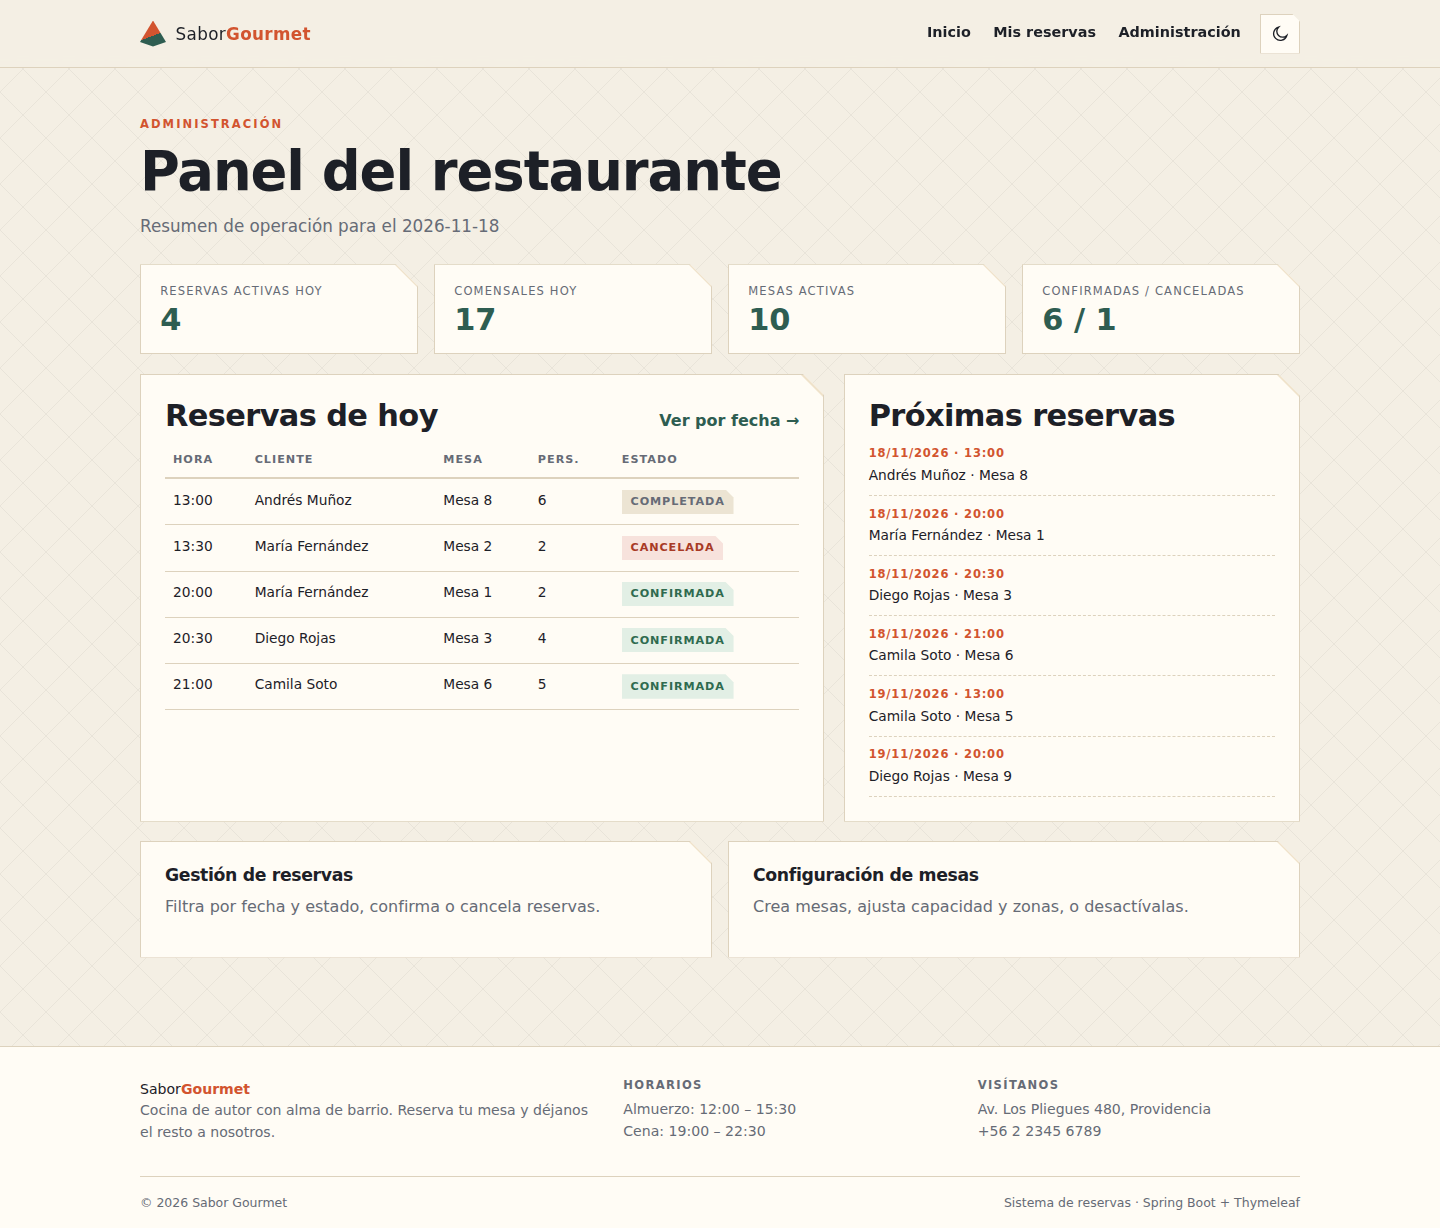 SaborGourmet
Inicio
Mis reservas
Administración
ADMINISTRACIÓN
Panel del restaurante
Resumen de operación para el 2026-11-18
RESERVAS ACTIVAS HOY
4
COMENSALES HOY
17
MESAS ACTIVAS
10
CONFIRMADAS / CANCELADAS
6 / 1
Reservas de hoy
Ver por fecha →
HORA CLIENTE MESA PERS. ESTADO
13:00 Andrés Muñoz Mesa 8 6 COMPLETADA
13:30 María Fernández Mesa 2 2 CANCELADA
20:00 María Fernández Mesa 1 2 CONFIRMADA
20:30 Diego Rojas Mesa 3 4 CONFIRMADA
21:00 Camila Soto Mesa 6 5 CONFIRMADA
Próximas reservas
18/11/2026 · 13:00
Andrés Muñoz · Mesa 8
18/11/2026 · 20:00
María Fernández · Mesa 1
18/11/2026 · 20:30
Diego Rojas · Mesa 3
18/11/2026 · 21:00
Camila Soto · Mesa 6
19/11/2026 · 13:00
Camila Soto · Mesa 5
19/11/2026 · 20:00
Diego Rojas · Mesa 9
Gestión de reservas
Filtra por fecha y estado, confirma o cancela reservas.
Configuración de mesas
Crea mesas, ajusta capacidad y zonas, o desactívalas.
SaborGourmet
Cocina de autor con alma de barrio. Reserva tu mesa y déjanos
el resto a nosotros.
HORARIOS
Almuerzo: 12:00 – 15:30
Cena: 19:00 – 22:30
VISÍTANOS
Av. Los Pliegues 480, Providencia
+56 2 2345 6789
© 2026 Sabor Gourmet
Sistema de reservas · Spring Boot + Thymeleaf